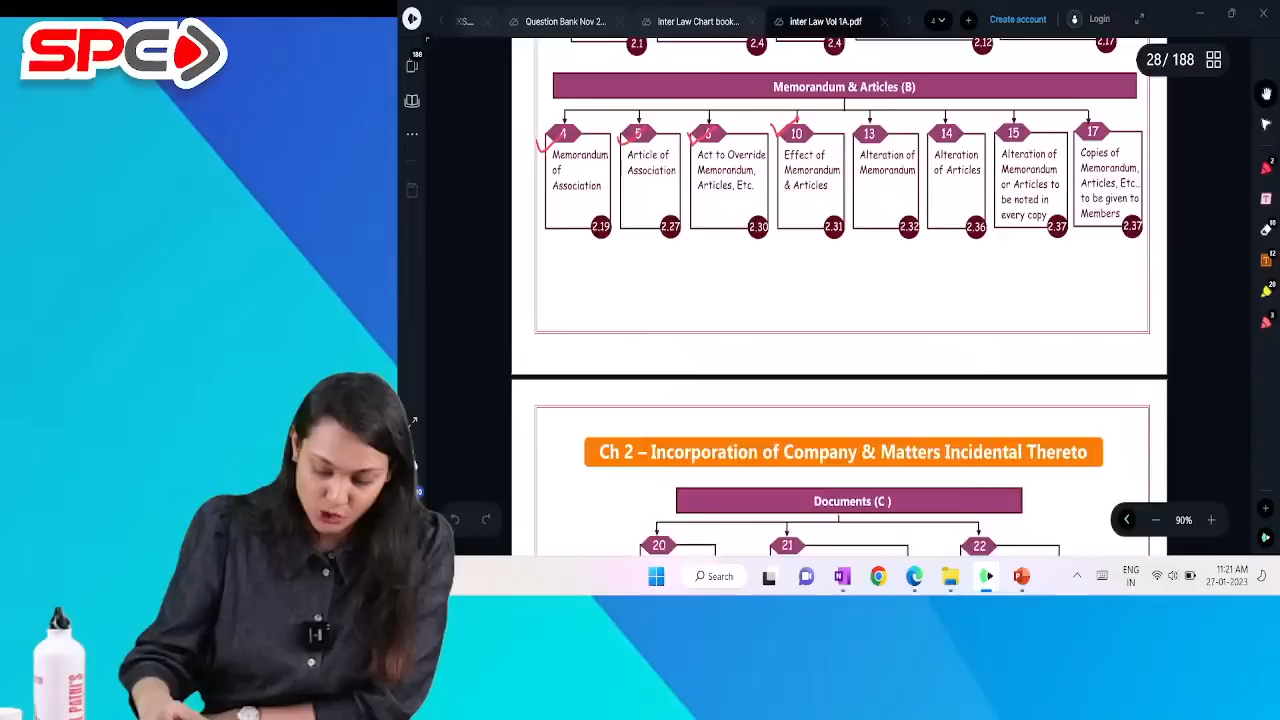 SPC
KS...
Question Bank Nov 2...
Inter Law Chart book...
inter Law Vol 1A.pdf
4
Create account
Login
2.1
2.4
2.4
2.12
2.17
28/ 188
188
Memorandum & Articles (B)
4
5
6
10
13
14
15
17
Memorandum
of
Association
Article of
Association
Act to Override
Memorandum,
Articles, Etc.
Effect of
Memorandum
& Articles
Alteration of
Memorandum
Alteration
of Articles
Alteration of
Memorandum
or Articles to
be noted in
every copy
Copies of
Memorandum,
Articles, Etc.,
to be given to
Members
2.19
2.27
2.30
2.31
2.32
2.36
2.37
2.37
Ch 2 – Incorporation of Company & Matters Incidental Thereto
Documents (C )
20
21
22
90%
Search
ENG
IN
11:21 AM
27-01-2023